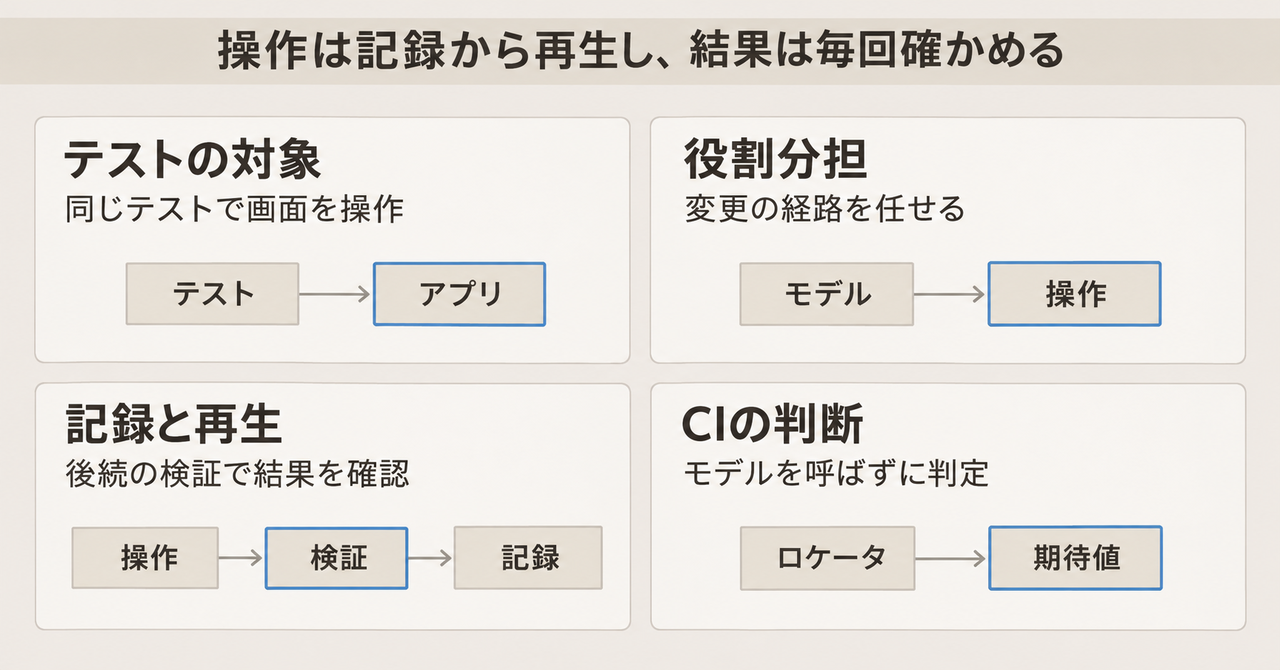 操作は記録から再生し、結果は毎回確かめる
テストの対象
同じテストで画面を操作
テスト
アプリ
役割分担
変更の経路を任せる
モデル
操作
記録と再生
後続の検証で結果を確認
操作
検証
記録
CIの判断
モデルを呼ばずに判定
ロケータ
期待値